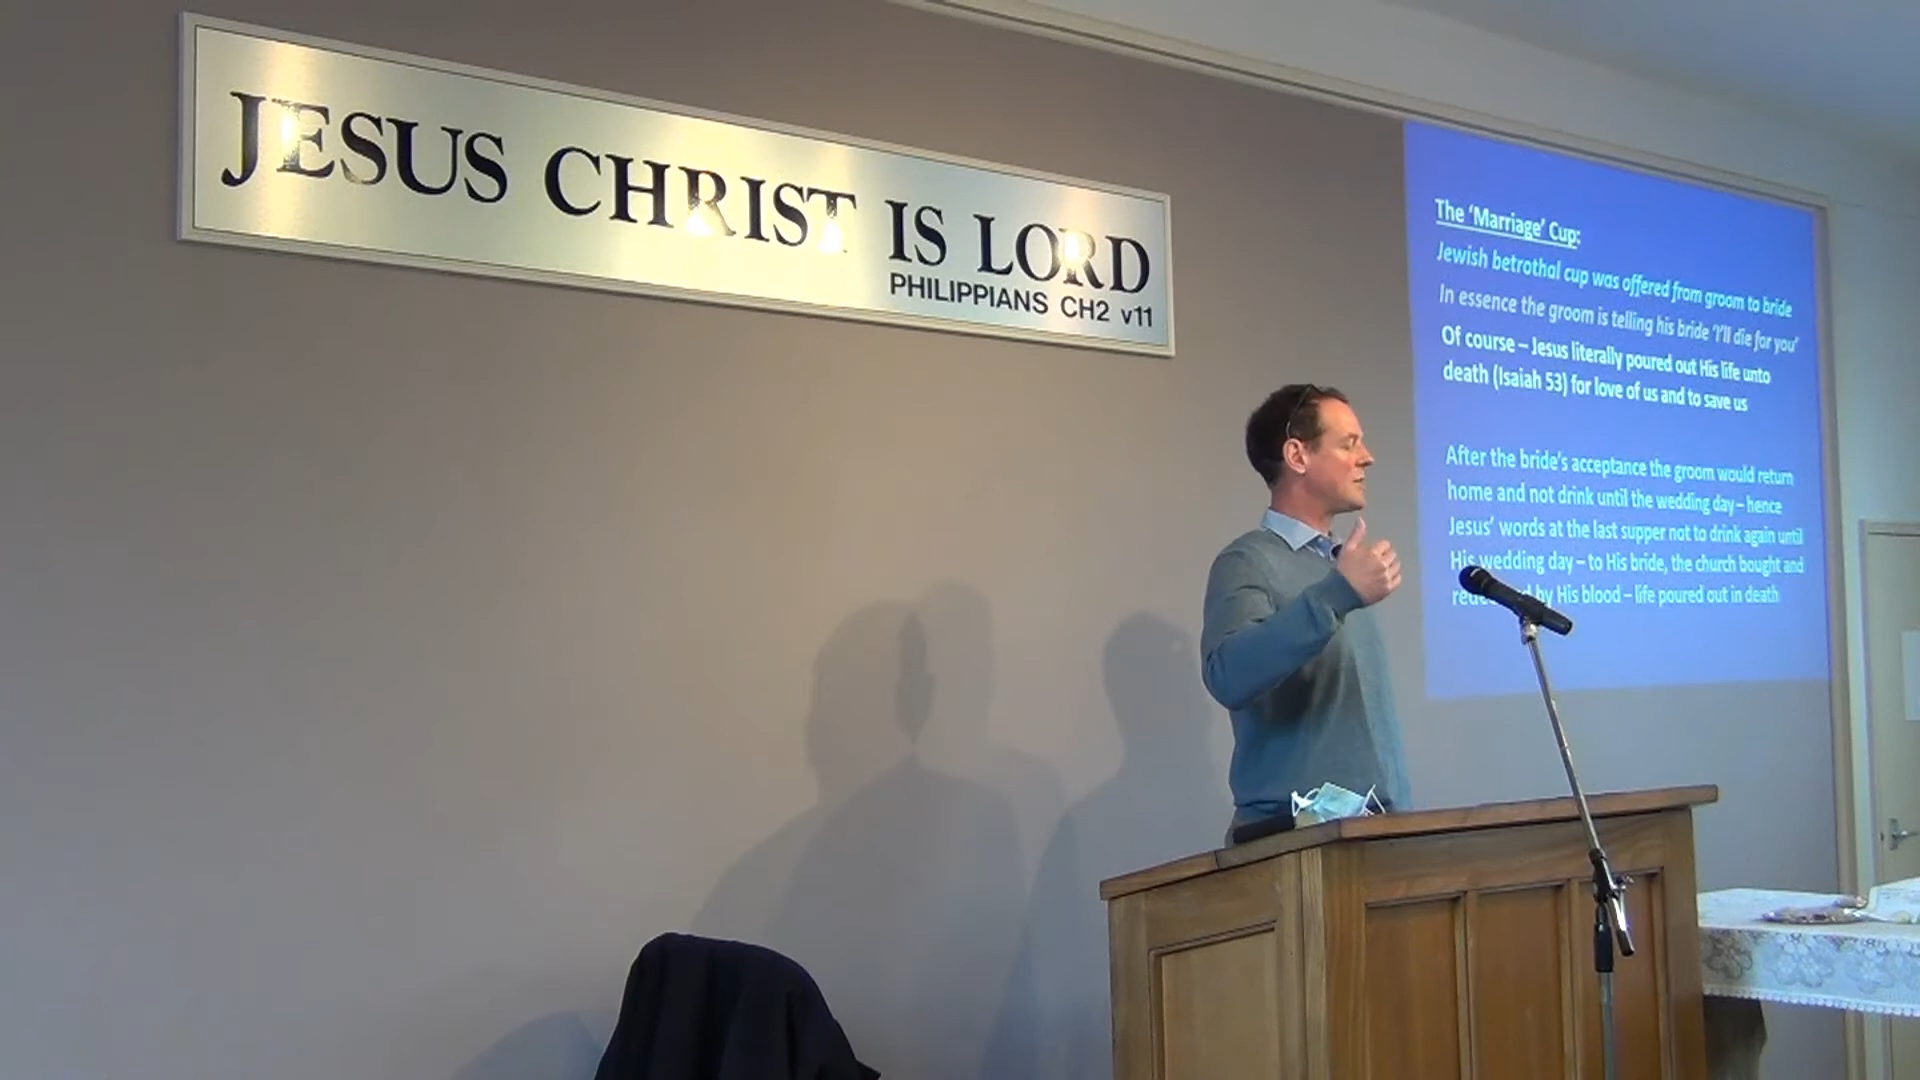 JESUS CHRIST IS LORD
PHILIPPIANS CH2 v11
The 'Marriage' Cup:
Jewish betrothal cup was offered from groom to bride
In essence the groom is telling his bride 'I'll die for you'
Of course – Jesus literally poured out His life unto
death (Isaiah 53) for love of us and to save us
After the bride's acceptance the groom would return
home and not drink until the wedding day – hence
Jesus' words at the last supper not to drink again until
His wedding day – to His bride, the church bought and
by His blood – life poured out in death